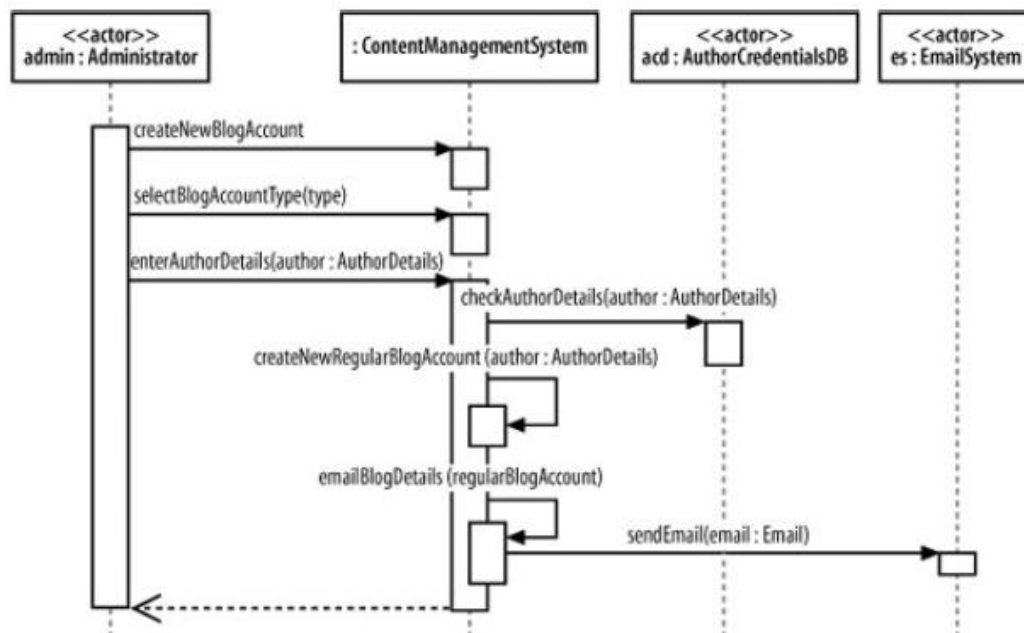 <<actor>>
admin : Administrator
: ContentManagementSystem
<<actor>>
acd : AuthorCredentialsDB
<<actor>>
es : EmailSystem
createNewBlogAccount
selectBlogAccountType(type)
enterAuthorDetails(author : AuthorDetails)
checkAuthorDetails(author : AuthorDetails)
createNewRegularBlogAccount (author : AuthorDetails)
emailBlogDetails (regularBlogAccount)
sendEmail(email : Email)